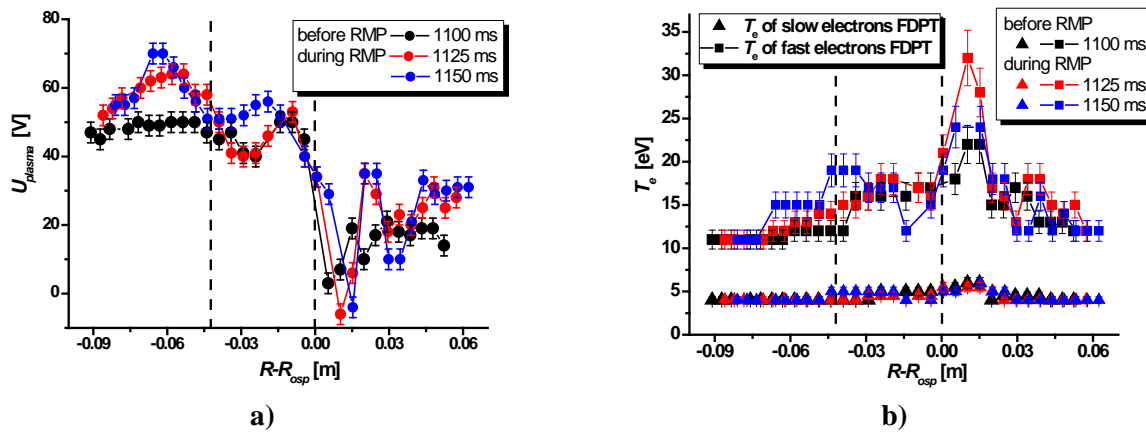 80
60
40
20
0
U_plasma [V]
-0.09 -0.06 -0.03 0.00 0.03 0.06
R-R_osp [m]
before RMP
1100 ms
during RMP
1125 ms
1150 ms
a)
35
30
25
20
15
10
5
0
T_e [eV]
-0.09 -0.06 -0.03 0.00 0.03 0.06
R-R_osp [m]
T_e of slow electrons FDPT
T_e of fast electrons FDPT
before RMP
1100 ms
during RMP
1125 ms
1150 ms
b)